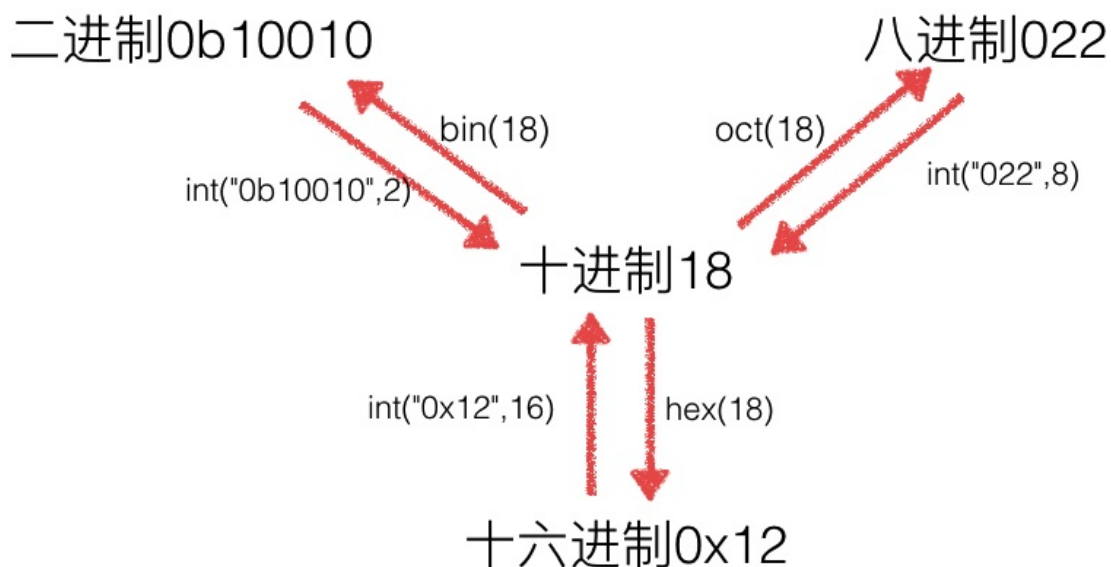 二进制0b10010
八进制022
bin(18)
oct(18)
int("0b10010",2)
int("022",8)
十进制18
int("0x12",16)
hex(18)
十六进制0x12